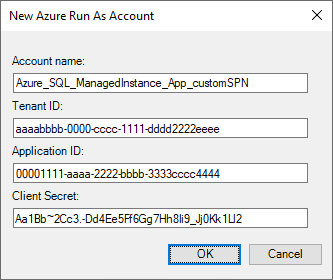 New Azure Run As Account
Account name:
Azure_SQL_ManagedInstance_App_customSPN
Tenant ID:
aaaabbbb-0000-cccc-1111-dddd2222eeee
Application ID:
00001111-aaaa-2222-bbbb-3333cccc4444
Client Secret:
Aa1Bb~2Cc3.-Dd4Ee5Ff6Gg7Hh8Ii9_Jj0Kk1Ll2
OK
Cancel